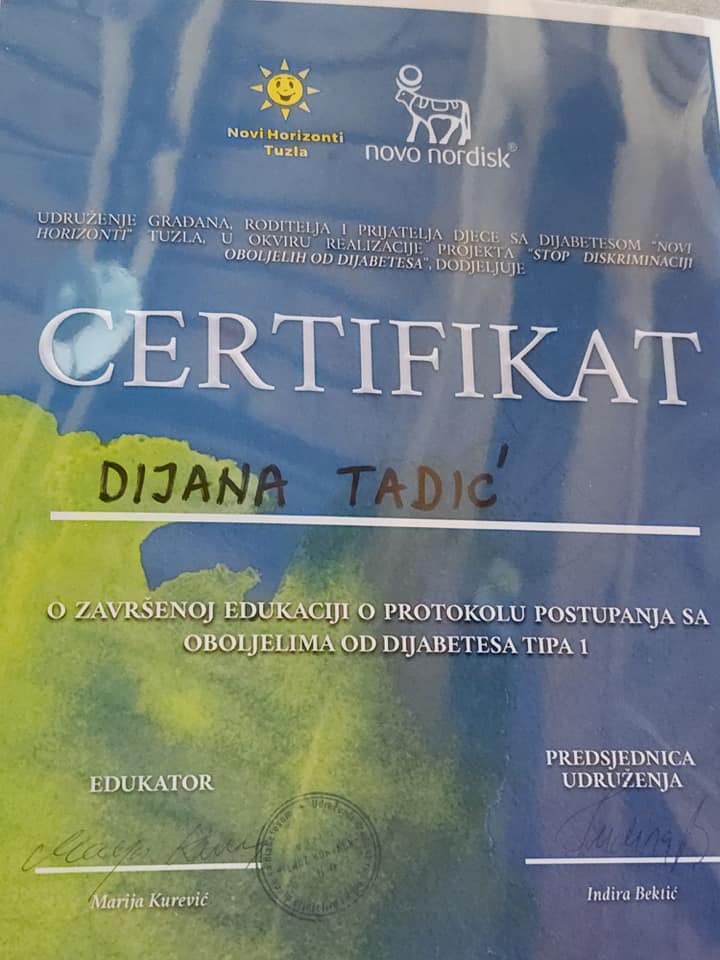 Novi Horizonti
Tuzla
novo nordisk®
UDRUŽENJE GRAĐANA, RODITELJA I PRIJATELJA DJECE SA DIJABETESOM "NOVI
HORIZONTI" TUZLA, U OKVIRU REALIZACIJE PROJEKTA "STOP DISKRIMINACIJI
OBOLJELIH OD DIJABETESA", DODJELJUJE
CERTIFIKAT
DIJANA TADIĆ
O ZAVRŠENOJ EDUKACIJI O PROTOKOLU POSTUPANJA SA
OBOLJELIMA OD DIJABETESA TIPA 1
EDUKATOR
Marija Kurević
PREDSJEDNICA
UDRUŽENJA
Indira Bektić